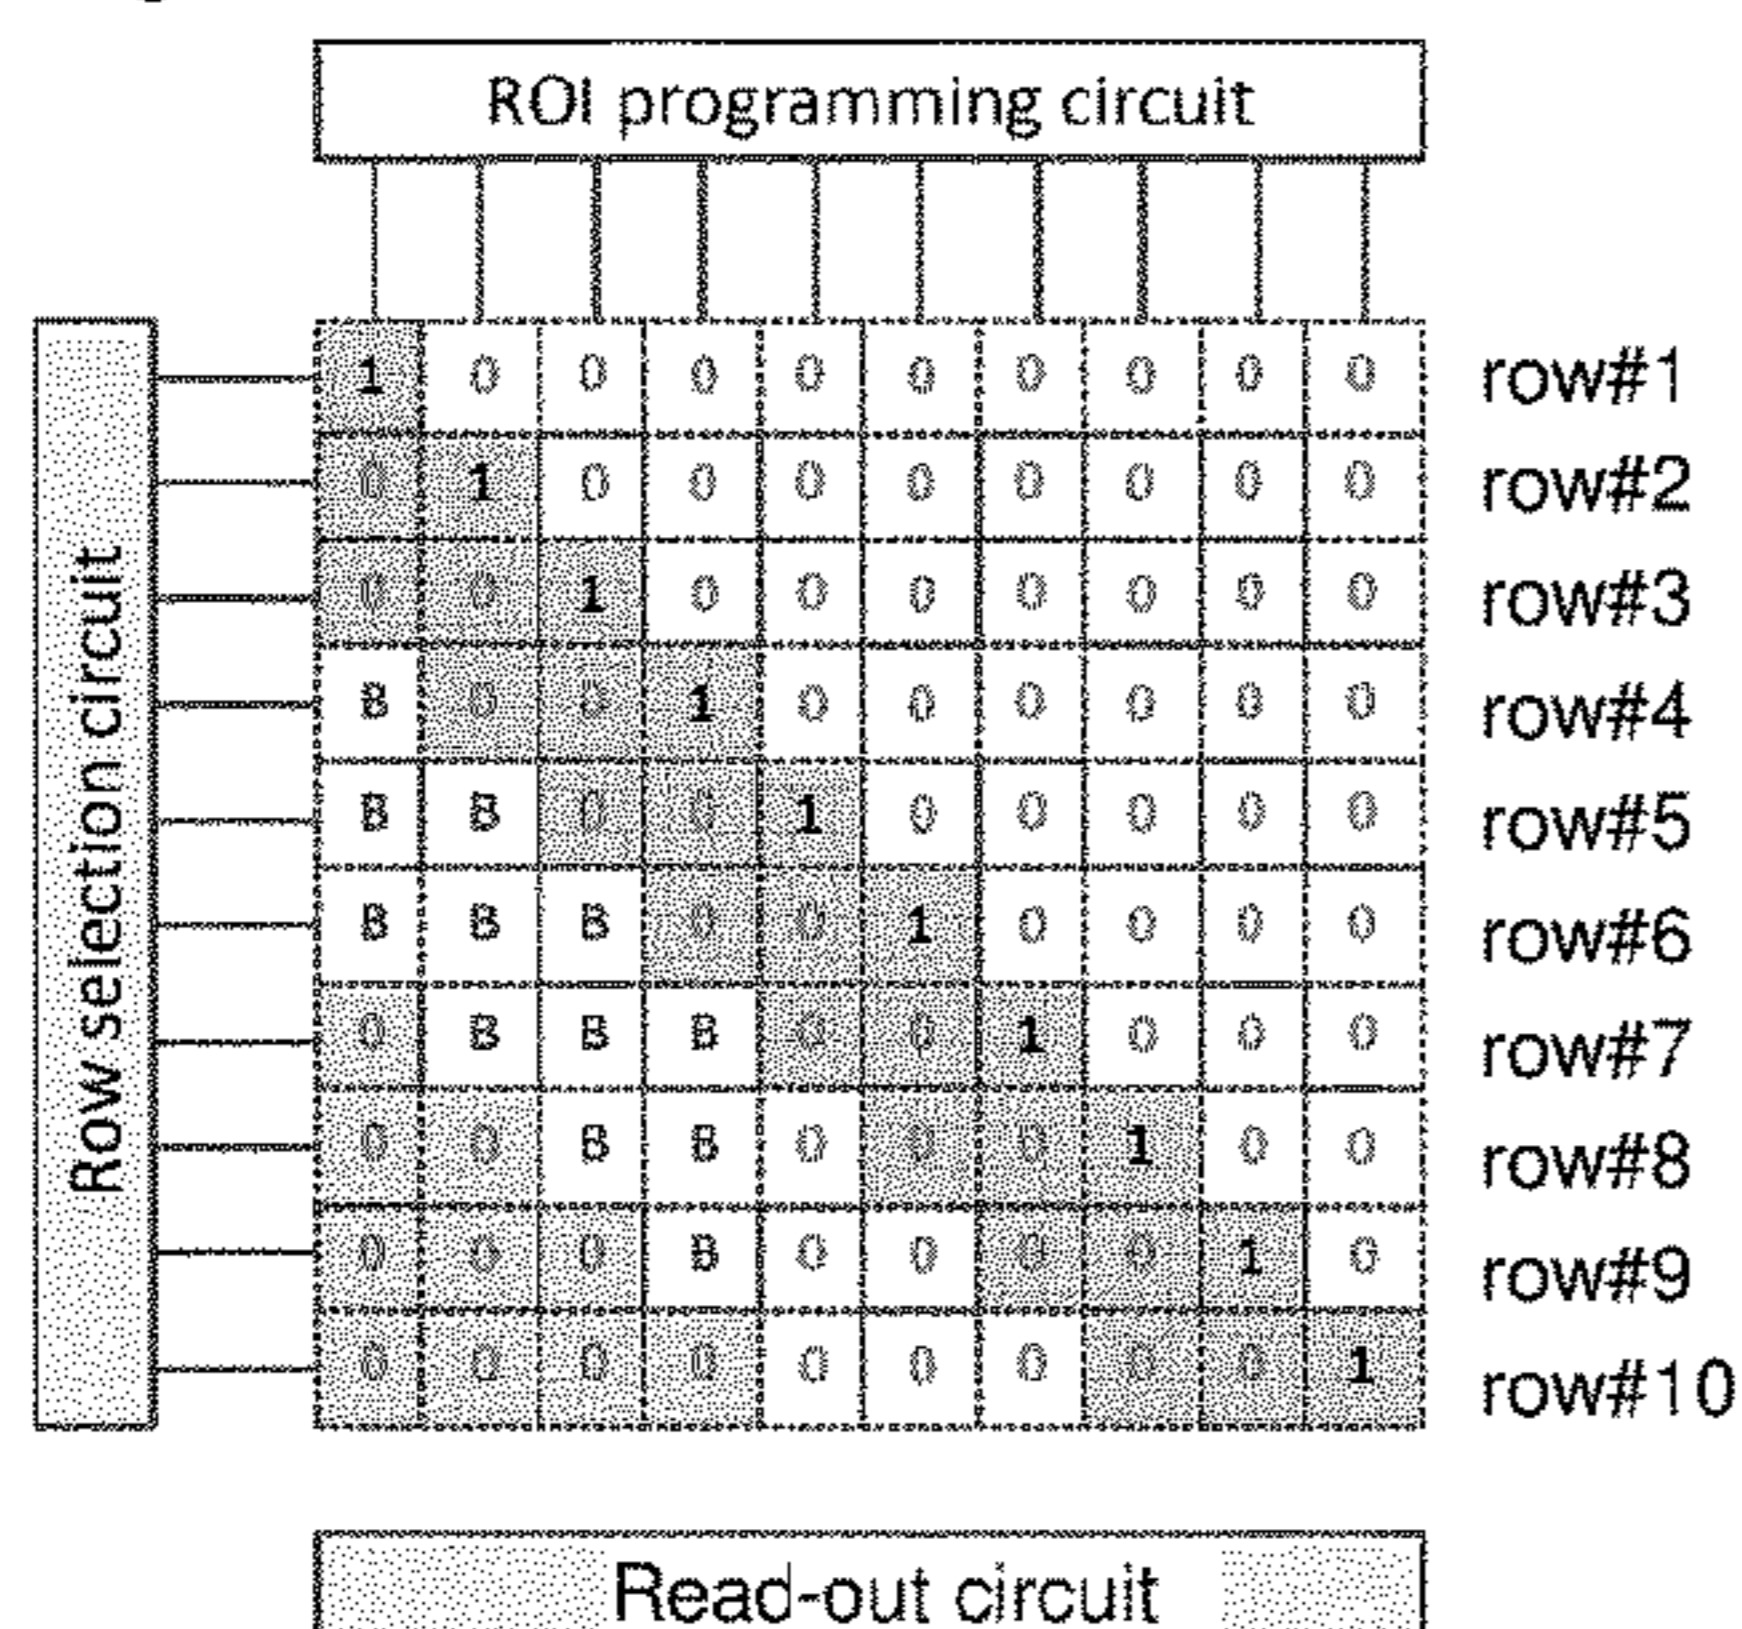 ROI programming circuit
Row selection circuit
1 0 0 0 0 0 0 0 0 0 row#1
0 1 0 0 0 0 0 0 0 0 row#2
0 0 1 0 0 0 0 0 0 0 row#3
B 0 0 1 0 0 0 0 0 0 row#4
B B 0 0 1 0 0 0 0 0 row#5
B B B 0 0 1 0 0 0 0 row#6
0 B B B 0 0 1 0 0 0 row#7
0 0 B B 0 0 0 1 0 0 row#8
0 0 0 B 0 0 0 0 1 0 row#9
0 0 0 0 0 0 0 0 0 1 row#10
Read-out circuit